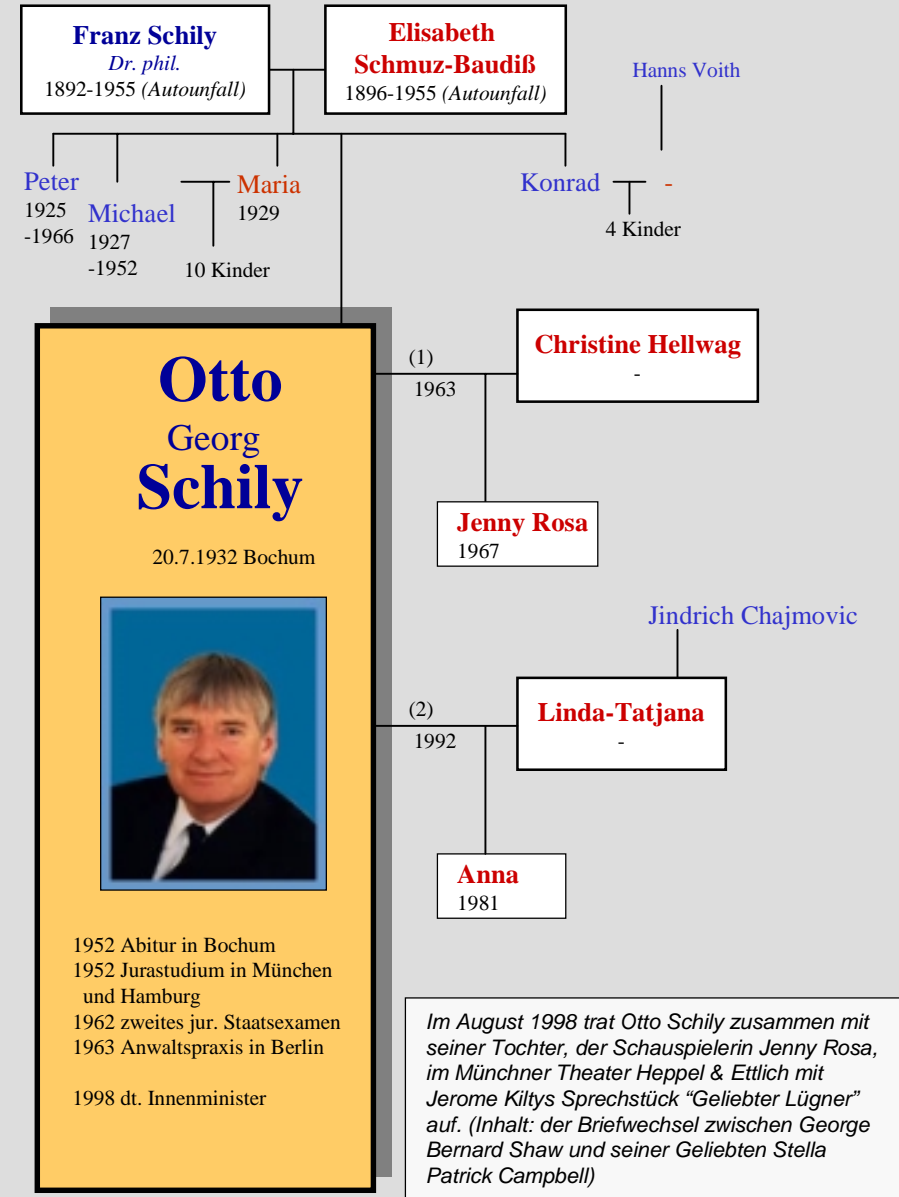 Franz Schily
Dr. phil.
1892-1955 (Autounfall)
Elisabeth
Schmuz-Baudiß
1896-1955 (Autounfall)
Hanns Voith
Peter
1925
-1966
Michael
1927
-1952
Maria
1929
10 Kinder
Konrad
-
4 Kinder
Otto
Georg
Schily
20.7.1932 Bochum
(1)
1963
Christine Hellwag
-
Jenny Rosa
1967
Jindrich Chajmovic
(2)
1992
Linda-Tatjana
-
Anna
1981
1952 Abitur in Bochum
1952 Jurastudium in München
und Hamburg
1962 zweites jur. Staatsexamen
1963 Anwaltspraxis in Berlin
1998 dt. Innenminister
Im August 1998 trat Otto Schily zusammen mit
seiner Tochter, der Schauspielerin Jenny Rosa,
im Münchner Theater Heppel & Ettlich mit
Jerome Kiltys Sprechstück “Geliebter Lügner”
auf. (Inhalt: der Briefwechsel zwischen George
Bernard Shaw und seiner Geliebten Stella
Patrick Campbell)